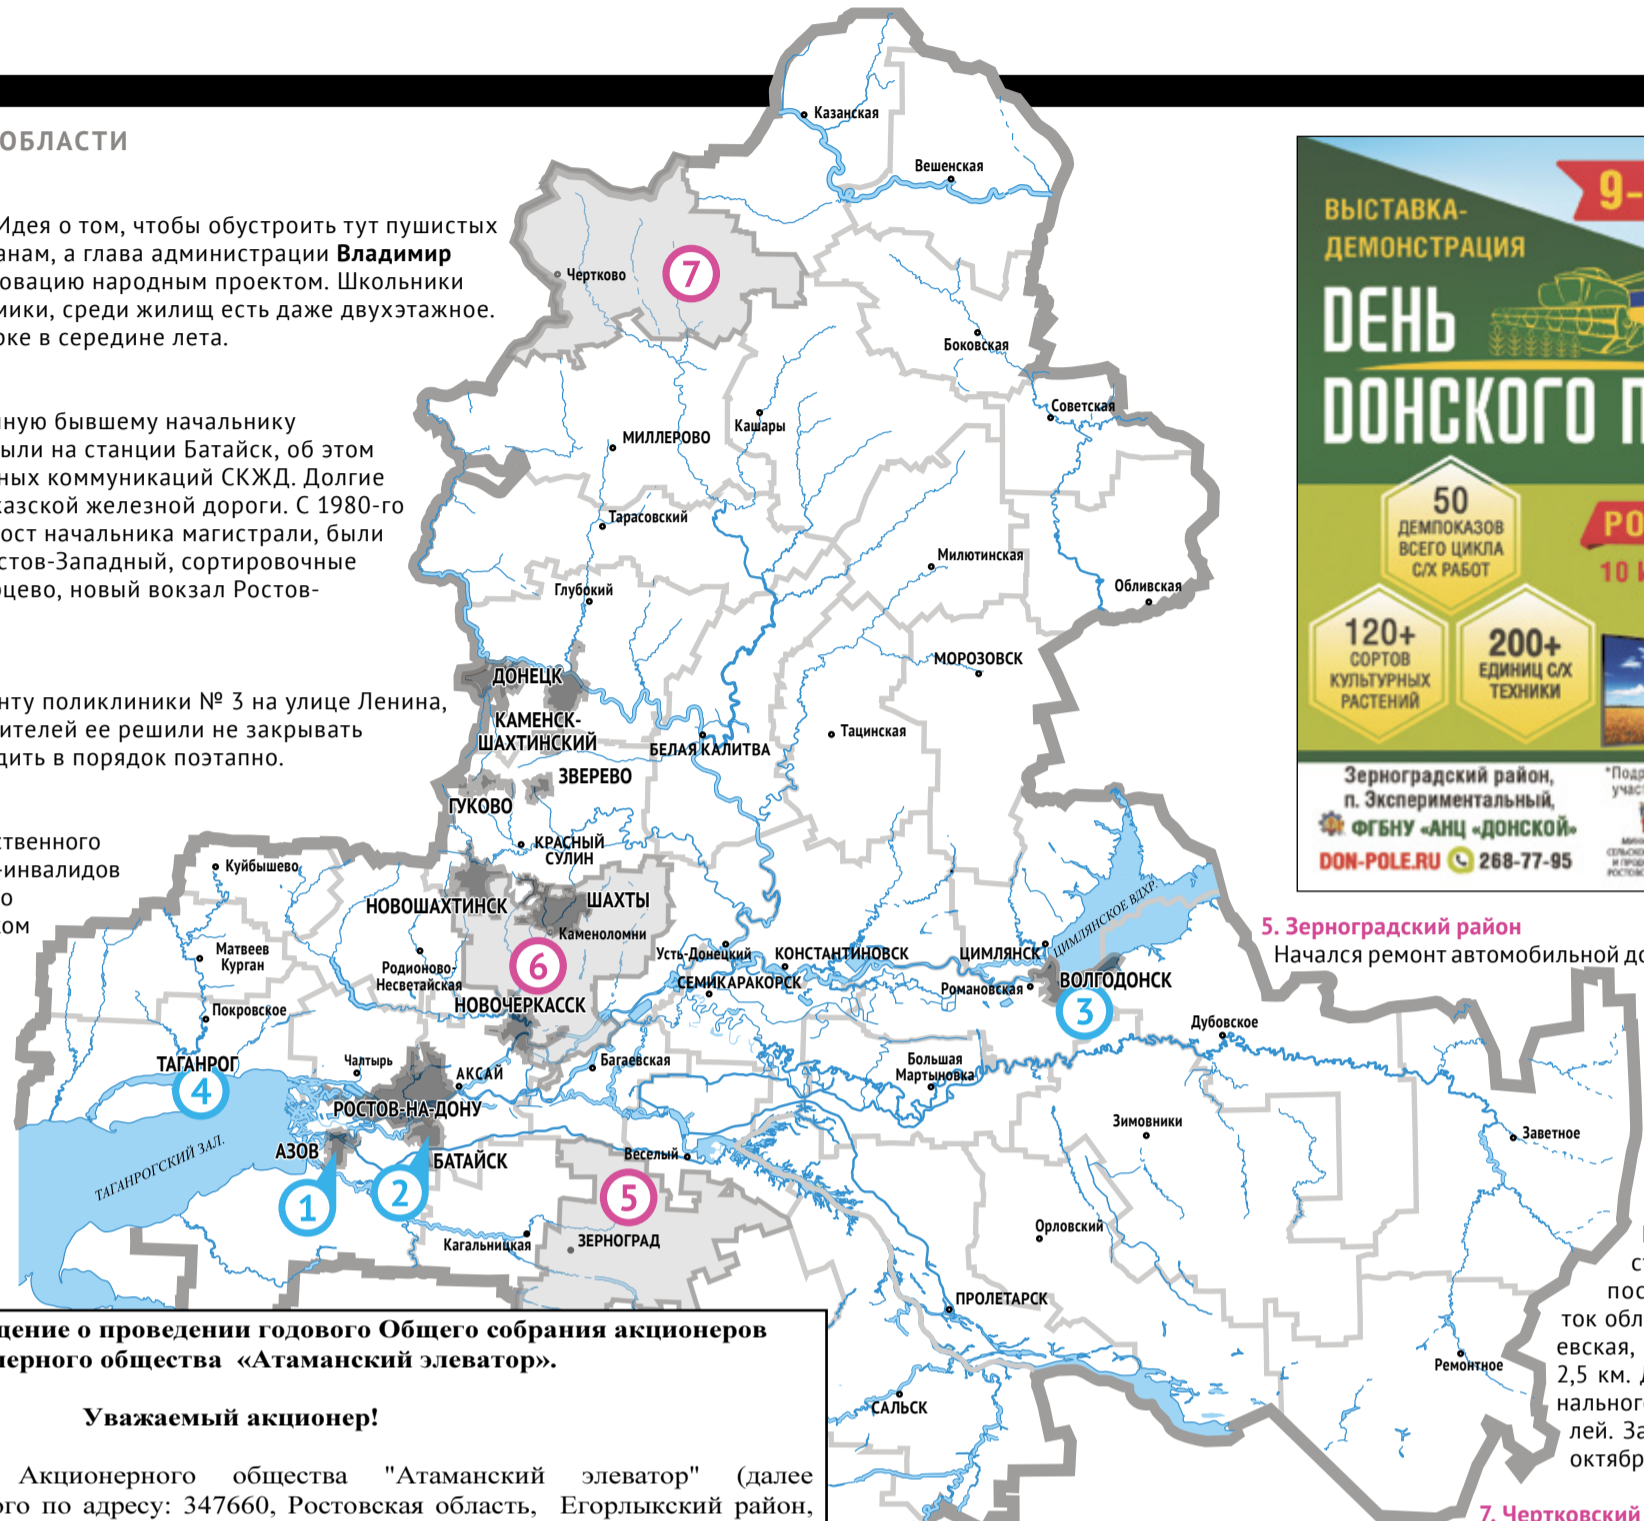 ОБЛАСТИ
Идея о том, чтобы обустроить тут пушистых
анам, а глава администрации Владимир
овацию народным проектом. Школьники
мики, среди жилищ есть даже двухэтажное.
рке в середине лета.
ную бывшему начальнику
ыли на станции Батайск, об этом
ных коммуникаций СКЖД. Долгие
казской железной дороги. С 1980-го
ост начальника магистрали, были
стов-Западный, сортировочные
цево, новый вокзал Ростов-
нту поликлиники № 3 на улице Ленина,
ителей ее решили не закрывать
дить в порядок поэтапно.
ственного
-инвалидов
о
ом
Казанская
Вешенская
Чертково
7
Боковская
Советская
Кашары
МИЛЛЕРОВО
Тарасовский
Милютинская
Глубокий
Обливская
МОРОЗОВСК
ДОНЕЦК
КАМЕНСК-
ШАХТИНСКИЙ
БЕЛАЯ КАЛИТВА
Тацинская
ЗВЕРЕВО
ГУКОВО
КРАСНЫЙ
СУЛИН
Куйбышево
НОВОШАХТИНСК
ШАХТЫ
Каменоломни
Матвеев
Курган
Родионово-
Несветайская
6
Усть-Донецкий
КОНСТАНТИНОВСК
ЦИМЛЯНСК
ЦИМЛЯНСКОЕ ВДХР.
СЕМИКАРАКОРСК
Романовская
ВОЛГОДОНСК
3
НОВОЧЕРКАССК
Покровское
Дубовское
ТАГАНРОГ
4
Чалтырь
АКСАЙ
Багаевская
Большая
Мартыновка
РОСТОВ-НА-ДОНУ
Зимовники
Заветное
АЗОВ
БАТАЙСК
Веселый
ТАГАНРОГСКИЙ ЗАЛ.
1
2
5
Орловский
Кагальницкая
ЗЕРНОГРАД
ПРОЛЕТАРСК
Ремонтное
САЛЬСК
ВЫСТАВКА-
ДЕМОНСТРАЦИЯ
9-
ДЕНЬ
ДОНСКОГО П
50
ДЕМПОКАЗОВ
ВСЕГО ЦИКЛА
С/Х РАБОТ
РО
10 И
120+
СОРТОВ
КУЛЬТУРНЫХ
РАСТЕНИЙ
200+
ЕДИНИЦ С/Х
ТЕХНИКИ
Зерноградский район,
п. Экспериментальный,
ФГБНУ «АНЦ «ДОНСКОЙ»
DON-POLE.RU 268-77-95
*Подр
учас
5. Зерноградский район
Начался ремонт автомобильной до
ст
пос
ток обл
евская,
2,5 км. Д
нального
лей. За
октябр
7. Чертковский
щение о проведении годового Общего собрания акционеров
нерного общества «Атаманский элеватор».
Уважаемый акционер!
Акционерного общества "Атаманский элеватор" (далее
ого по адресу: 347660, Ростовская область, Егорлыкский район,